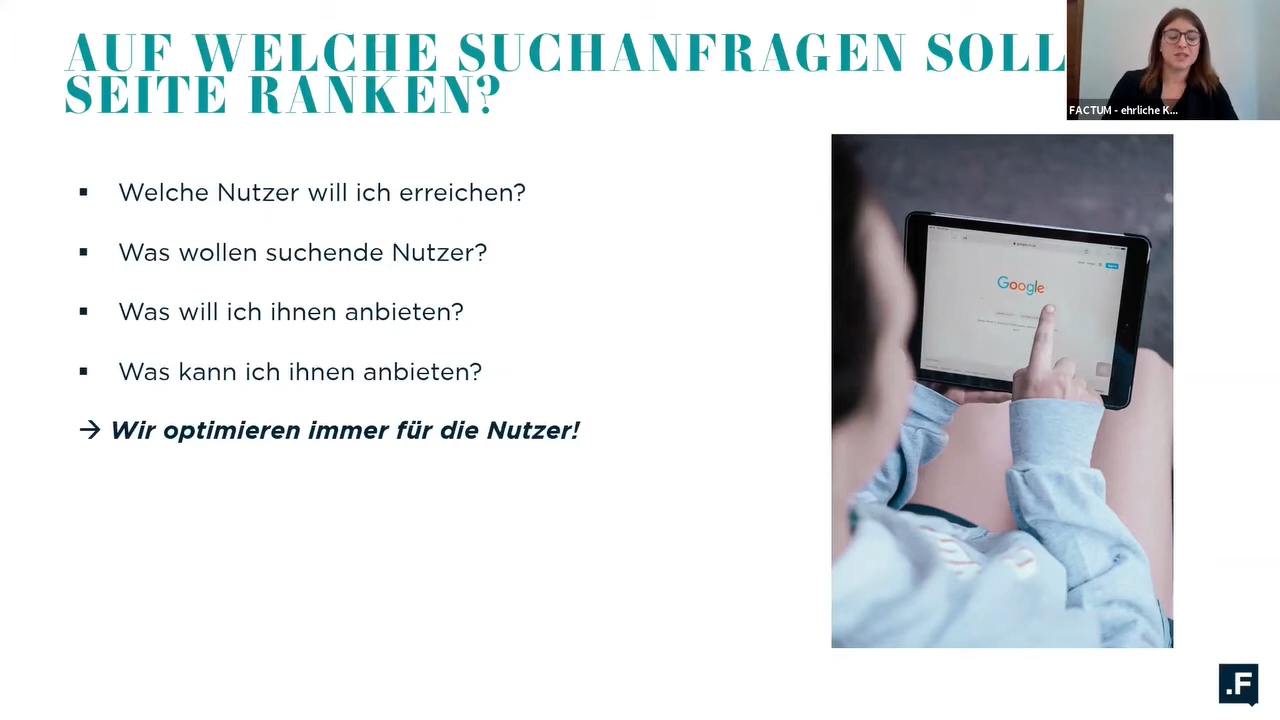 AUF WELCHE SUCHANFRAGEN SOLL
SEITE RANKEN?
FACTUM - ehrliche K...
▪ Welche Nutzer will ich erreichen?
▪ Was wollen suchende Nutzer?
▪ Was will ich ihnen anbieten?
▪ Was kann ich ihnen anbieten?
→ Wir optimieren immer für die Nutzer!
Google
.F